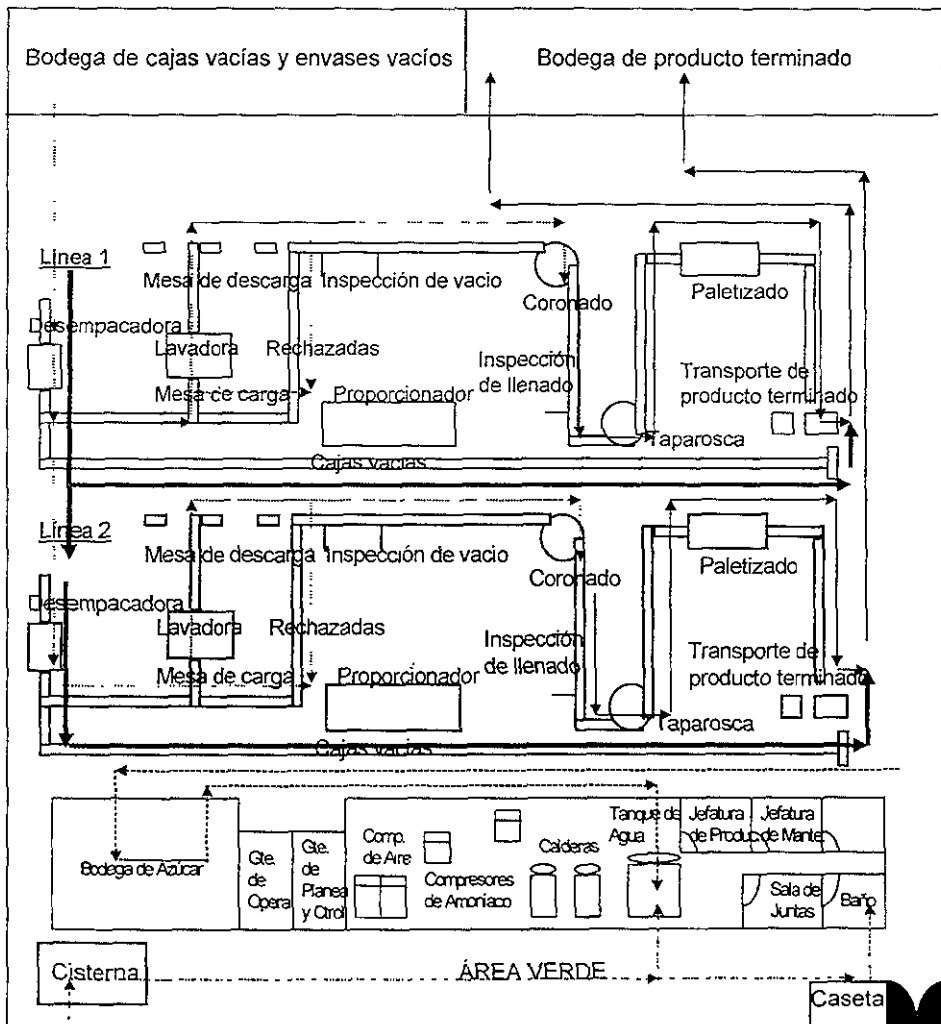 Bodega de cajas vacías y envases vacíos
Bodega de producto terminado
Línea 1
Mesa de descarga
Inspección de vacio
Coronado
Paletizado
Desempacadora
Lavadora
Rechazadas
Inspección
de llenado
Transporte de
producto terminado
Mesa de carga
Proporcionador
Taparosca
Cajas vacías
Línea 2
Mesa de descarga
Inspección de vacio
Coronado
Paletizado
Desempacadora
Lavadora
Rechazadas
Inspección
de llenado
Transporte de
producto terminado
Mesa de carga
Proporcionador
Taparosca
Cajas vacías
Bodega de Azúcar
Gte.
de
Opera
Gte.
de
Planea
y Ctrol
Comp.
de Aire
Compresores
de Amoniaco
Calderas
Tanque de
Agua
Jefatura
de Produc
Jefatura
de Mante
Sala de
Juntas
Baño
Cisterna
ÁREA VERDE
Caseta